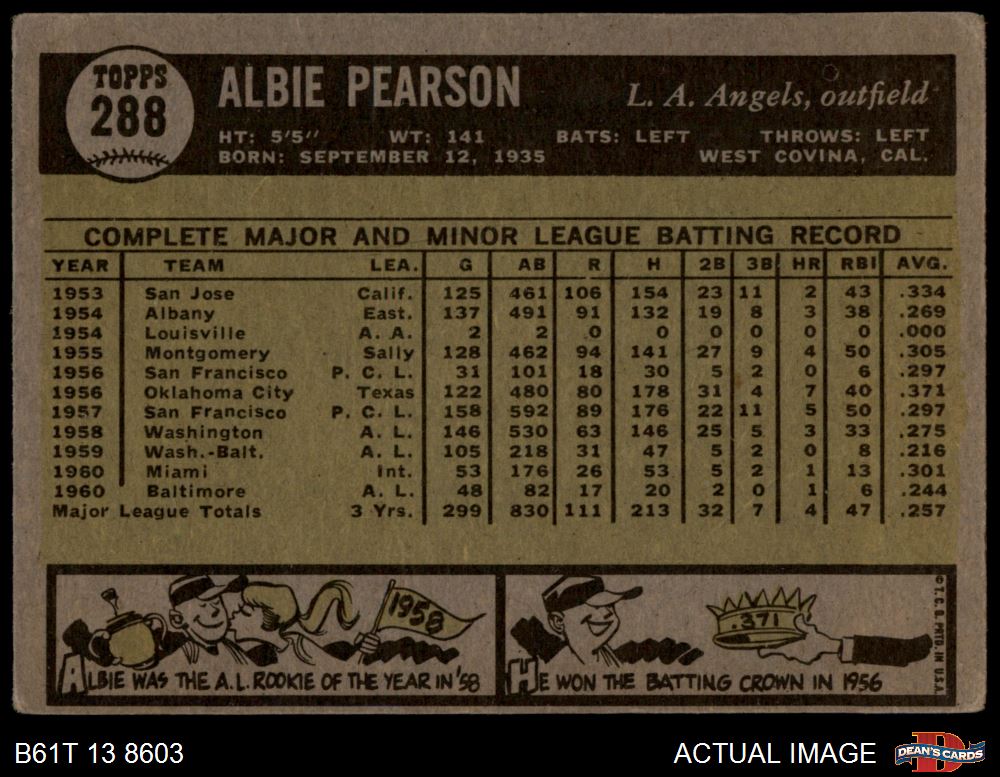 TOPPS
288
ALBIE PEARSON
L. A. Angels, outfield
HT: 5'5" WT: 141 BATS: LEFT THROWS: LEFT
BORN: SEPTEMBER 12, 1935 WEST COVINA, CAL.
COMPLETE MAJOR AND MINOR LEAGUE BATTING RECORD
YEAR TEAM LEA. G AB R H 2B 3B HR RBI AVG.
1953 San Jose Calif. 125 461 106 154 23 11 2 43 .334
1954 Albany East. 137 491 91 132 19 8 3 38 .269
1954 Louisville A. A. 2 2 0 0 0 0 0 0 .000
1955 Montgomery Sally 128 462 94 141 27 9 4 50 .305
1956 San Francisco P. C. L. 31 101 18 30 5 2 0 6 .297
1956 Oklahoma City Texas 122 480 80 178 31 4 7 40 .371
1957 San Francisco P. C. L. 158 592 89 176 22 11 5 50 .297
1958 Washington A. L. 146 530 63 146 25 5 3 33 .275
1959 Wash.-Balt. A. L. 105 218 31 47 5 2 0 8 .216
1960 Miami Int. 53 176 26 53 5 2 1 13 .301
1960 Baltimore A. L. 48 82 17 20 2 0 1 6 .244
Major League Totals 3 Yrs. 299 830 111 213 32 7 4 47 .257
1958
ALBIE WAS THE A.L. ROOKIE OF THE YEAR IN '58
.371
HE WON THE BATTING CROWN IN 1956
© T. C. G. PRTD. IN U.S.A.
B61T 13 8603
ACTUAL IMAGE
DEAN'S CARDS